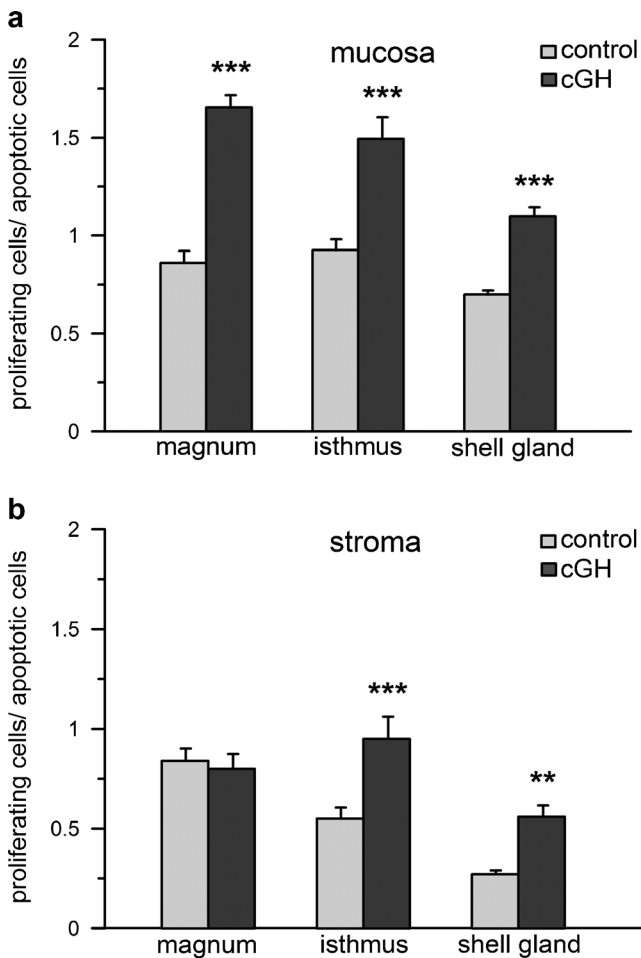 a
mucosa
control
cGH
proliferating cells/ apoptotic cells
2
1.5
1
0.5
0
***
***
***
magnum
isthmus
shell gland
b
stroma
control
cGH
proliferating cells/ apoptotic cells
2
1.5
1
0.5
0
***
**
magnum
isthmus
shell gland